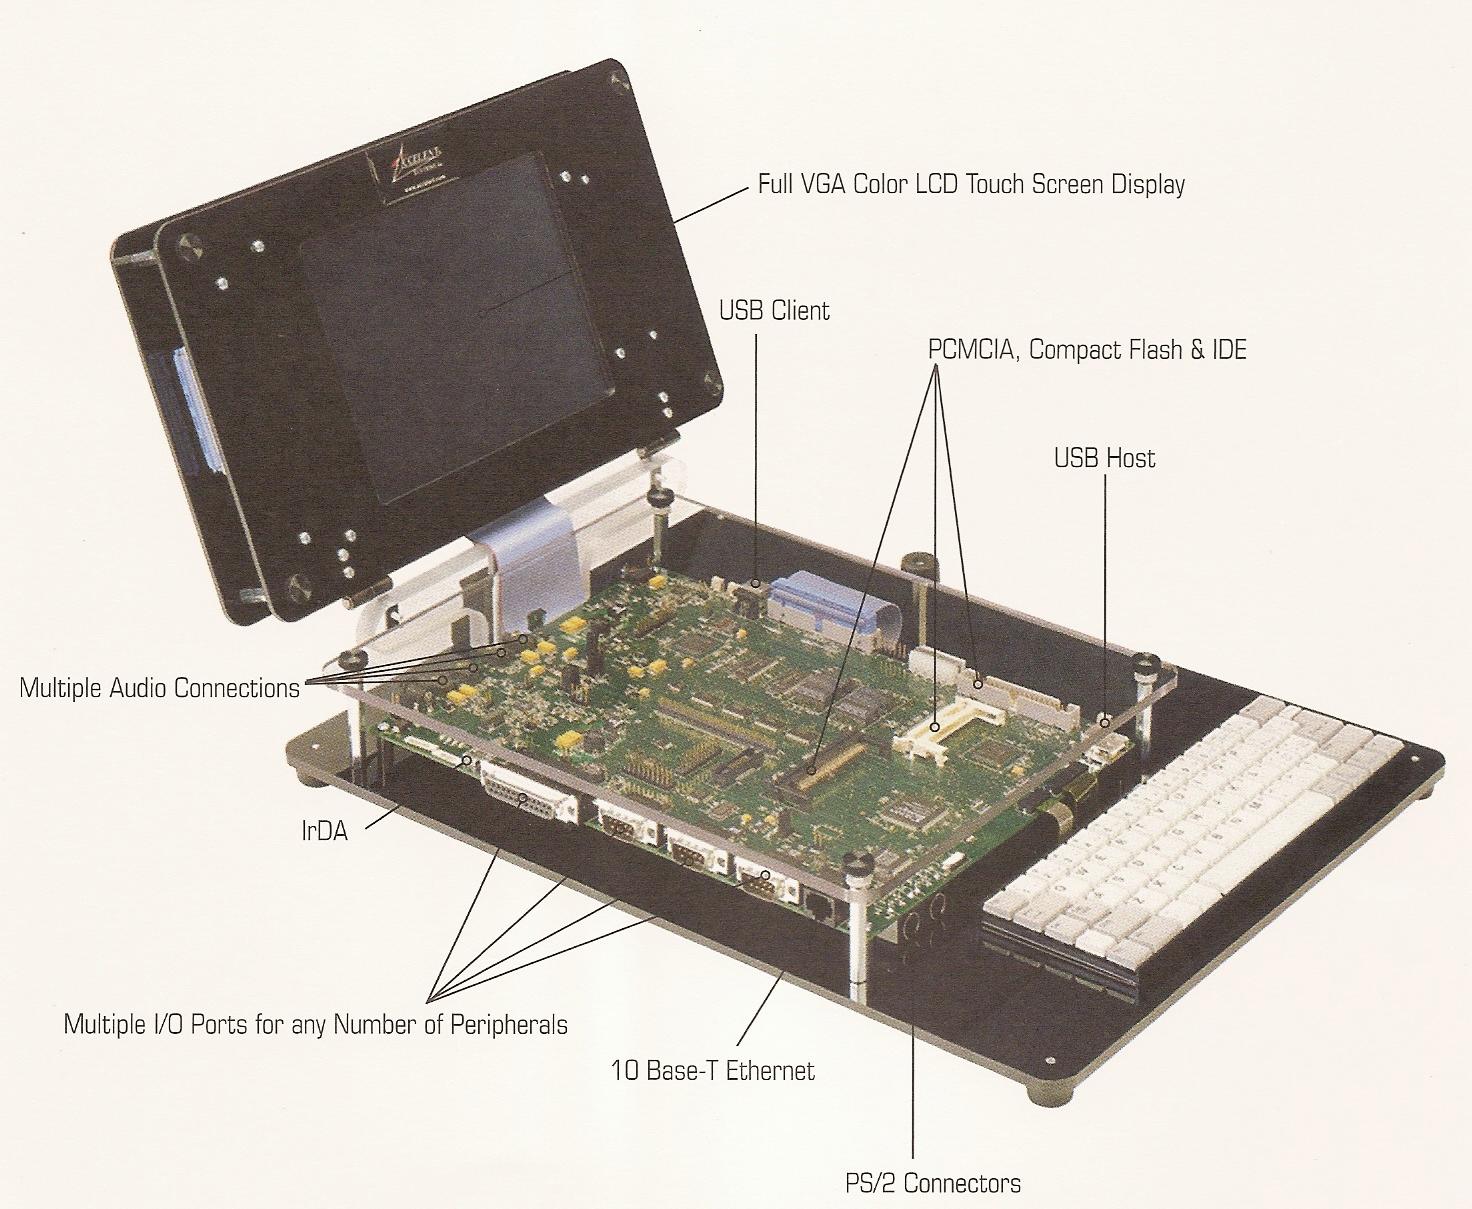 Full VGA Color LCD Touch Screen Display
USB Client
PCMCIA, Compact Flash & IDE
USB Host
Multiple Audio Connections
IrDA
Multiple I/O Ports for any Number of Peripherals
10 Base-T Ethernet
PS/2 Connectors